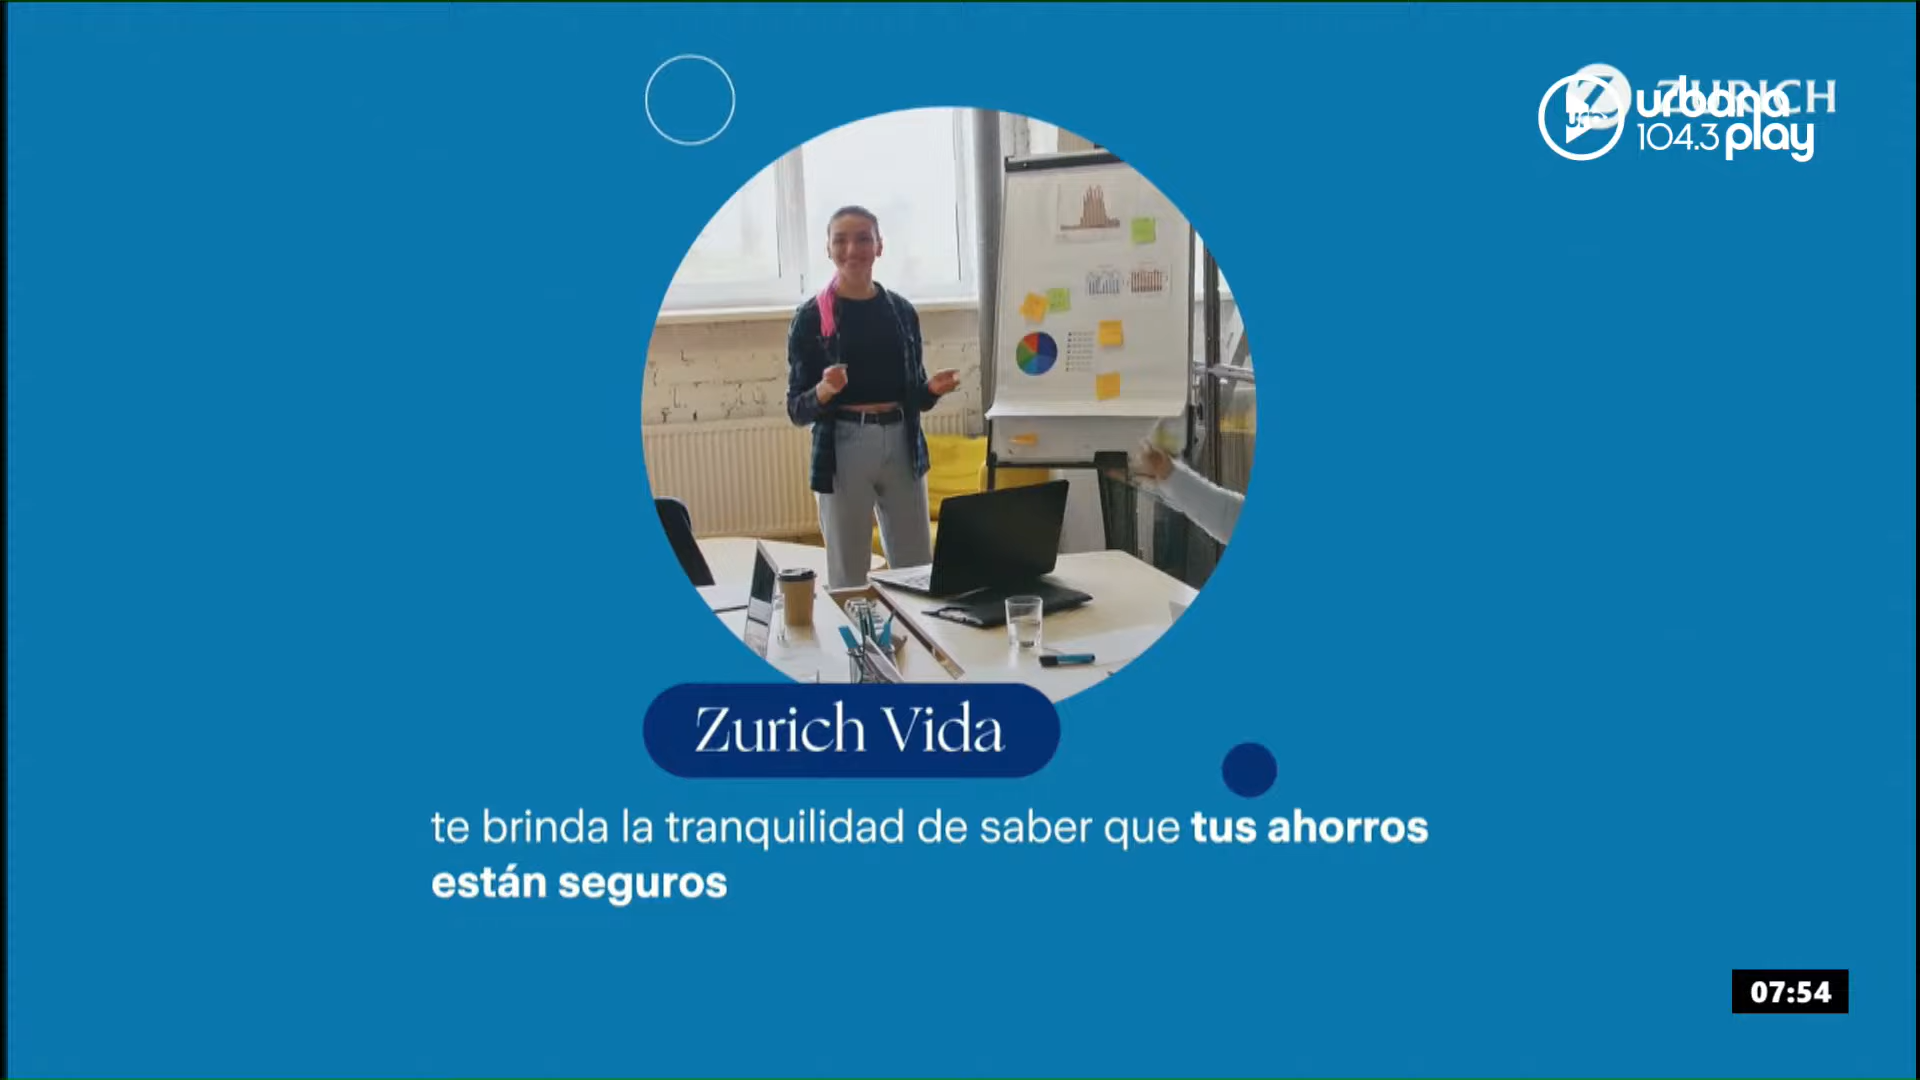 ZURICH
urbana
104.3 play
Zurich Vida
te brinda la tranquilidad de saber que tus ahorros
están seguros
07:54